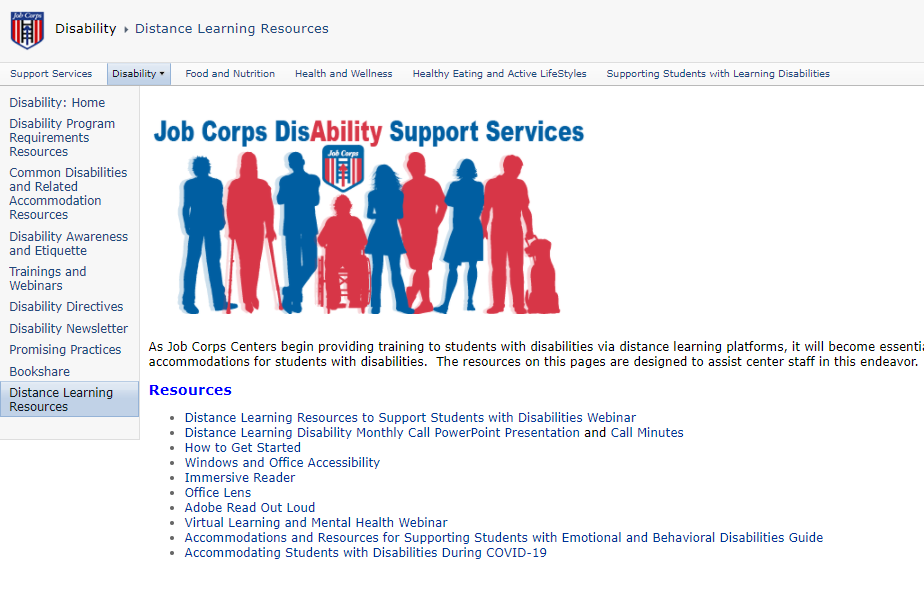 Job Corps
Disability Distance Learning Resources
Support Services Disability Food and Nutrition Health and Wellness Healthy Eating and Active LifeStyles Supporting Students with Learning Disabilities
Disability: Home
Disability Program
Requirements
Resources
Common Disabilities
and Related
Accommodation
Resources
Disability Awareness
and Etiquette
Trainings and
Webinars
Disability Directives
Disability Newsletter
Promising Practices
Bookshare
Distance Learning
Resources
Job Corps DisAbility Support Services
Job Corps
As Job Corps Centers begin providing training to students with disabilities via distance learning platforms, it will become
accommodations for students with disabilities. The resources on this pages are designed to assist center staff in this endeavor.
Resources
Distance Learning Resources to Support Students with Disabilities Webinar
Distance Learning Disability Monthly Call PowerPoint Presentation and Call Minutes
How to Get Started
Windows and Office Accessibility
Immersive Reader
Office Lens
Adobe Read Out Loud
Virtual Learning and Mental Health Webinar
Accommodations and Resources for Supporting Students with Emotional and Behavioral Disabilities Guide
Accommodating Students with Disabilities During COVID-19